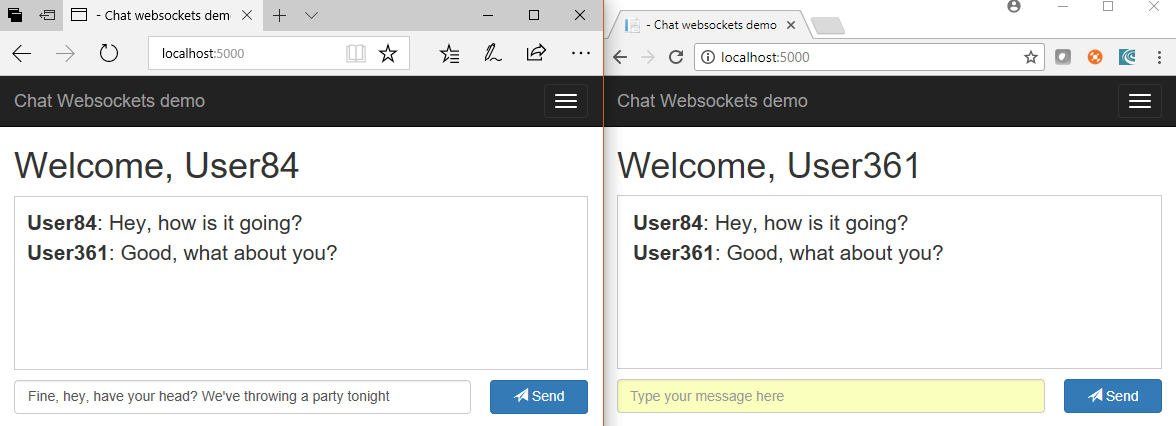 - Chat websockets dem
localhost:5000
Chat Websockets demo
Welcome, User84
User84: Hey, how is it going?
User361: Good, what about you?
Fine, hey, have your head? We've throwing a party tonight
Send
- Chat websockets demo
localhost:5000
Chat Websockets demo
Welcome, User361
User84: Hey, how is it going?
User361: Good, what about you?
Type your message here
Send